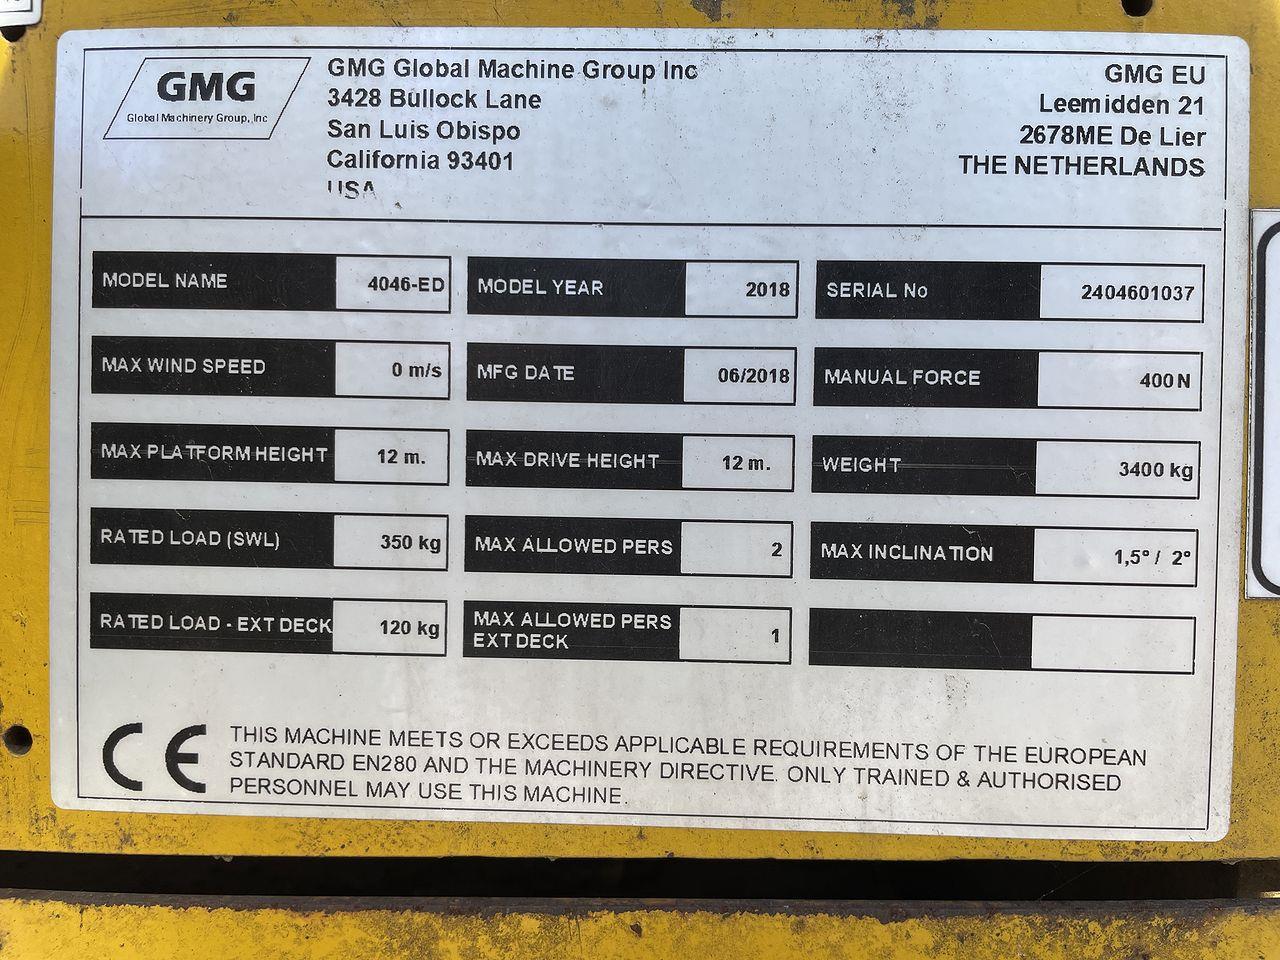 GMG
Global Machinery Group, Inc
GMG Global Machine Group Inc
3428 Bullock Lane
San Luis Obispo
California 93401
USA
GMG EU
Leemidden 21
2678ME De Lier
THE NETHERLANDS
MODEL NAME 4046-ED MODEL YEAR 2018 SERIAL No 2404601037
MAX WIND SPEED 0 m/s MFG DATE 06/2018 MANUAL FORCE 400 N
MAX PLATFORM HEIGHT 12 m. MAX DRIVE HEIGHT 12 m. WEIGHT 3400 kg
RATED LOAD (SWL) 350 kg MAX ALLOWED PERS 2 MAX INCLINATION 1,5° / 2°
RATED LOAD - EXT DECK 120 kg MAX ALLOWED PERS EXT DECK 1
CE
THIS MACHINE MEETS OR EXCEEDS APPLICABLE REQUIREMENTS OF THE EUROPEAN
STANDARD EN280 AND THE MACHINERY DIRECTIVE. ONLY TRAINED & AUTHORISED
PERSONNEL MAY USE THIS MACHINE.